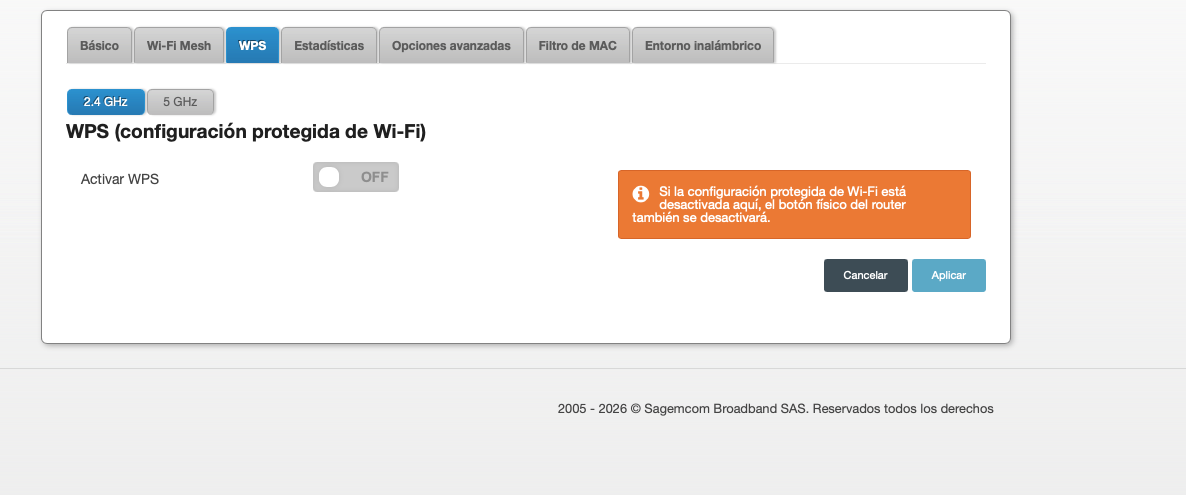 Básico Wi-Fi Mesh WPS Estadísticas Opciones avanzadas Filtro de MAC Entorno inalámbrico
2.4 GHz 5 GHz
WPS (configuración protegida de Wi-Fi)
Activar WPS OFF
Si la configuración protegida de Wi-Fi está
desactivada aquí, el botón físico del router
también se desactivará.
Cancelar Aplicar
2005 - 2026 © Sagemcom Broadband SAS. Reservados todos los derechos